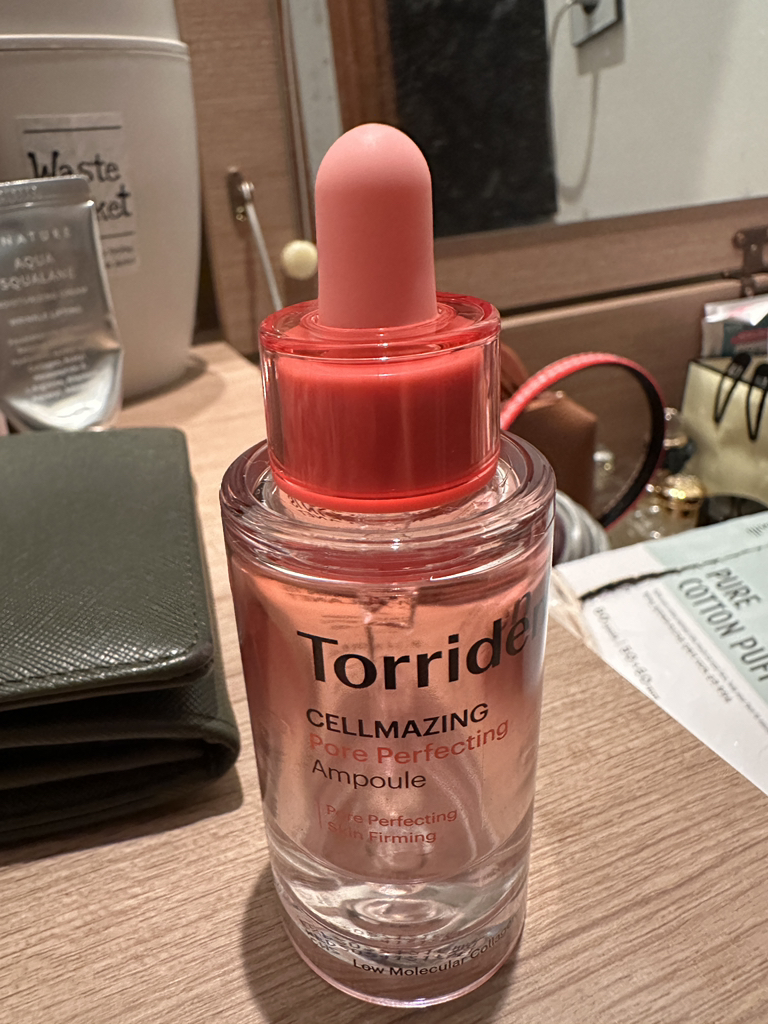 Waste
NATURE
AQUA
SQUALANE
Torriden
CELLMAZING
Pore Perfecting
Ampoule
Pore Perfecting
Skin Firming
Low Molecular Collagen
PURE
COTTON PUFF